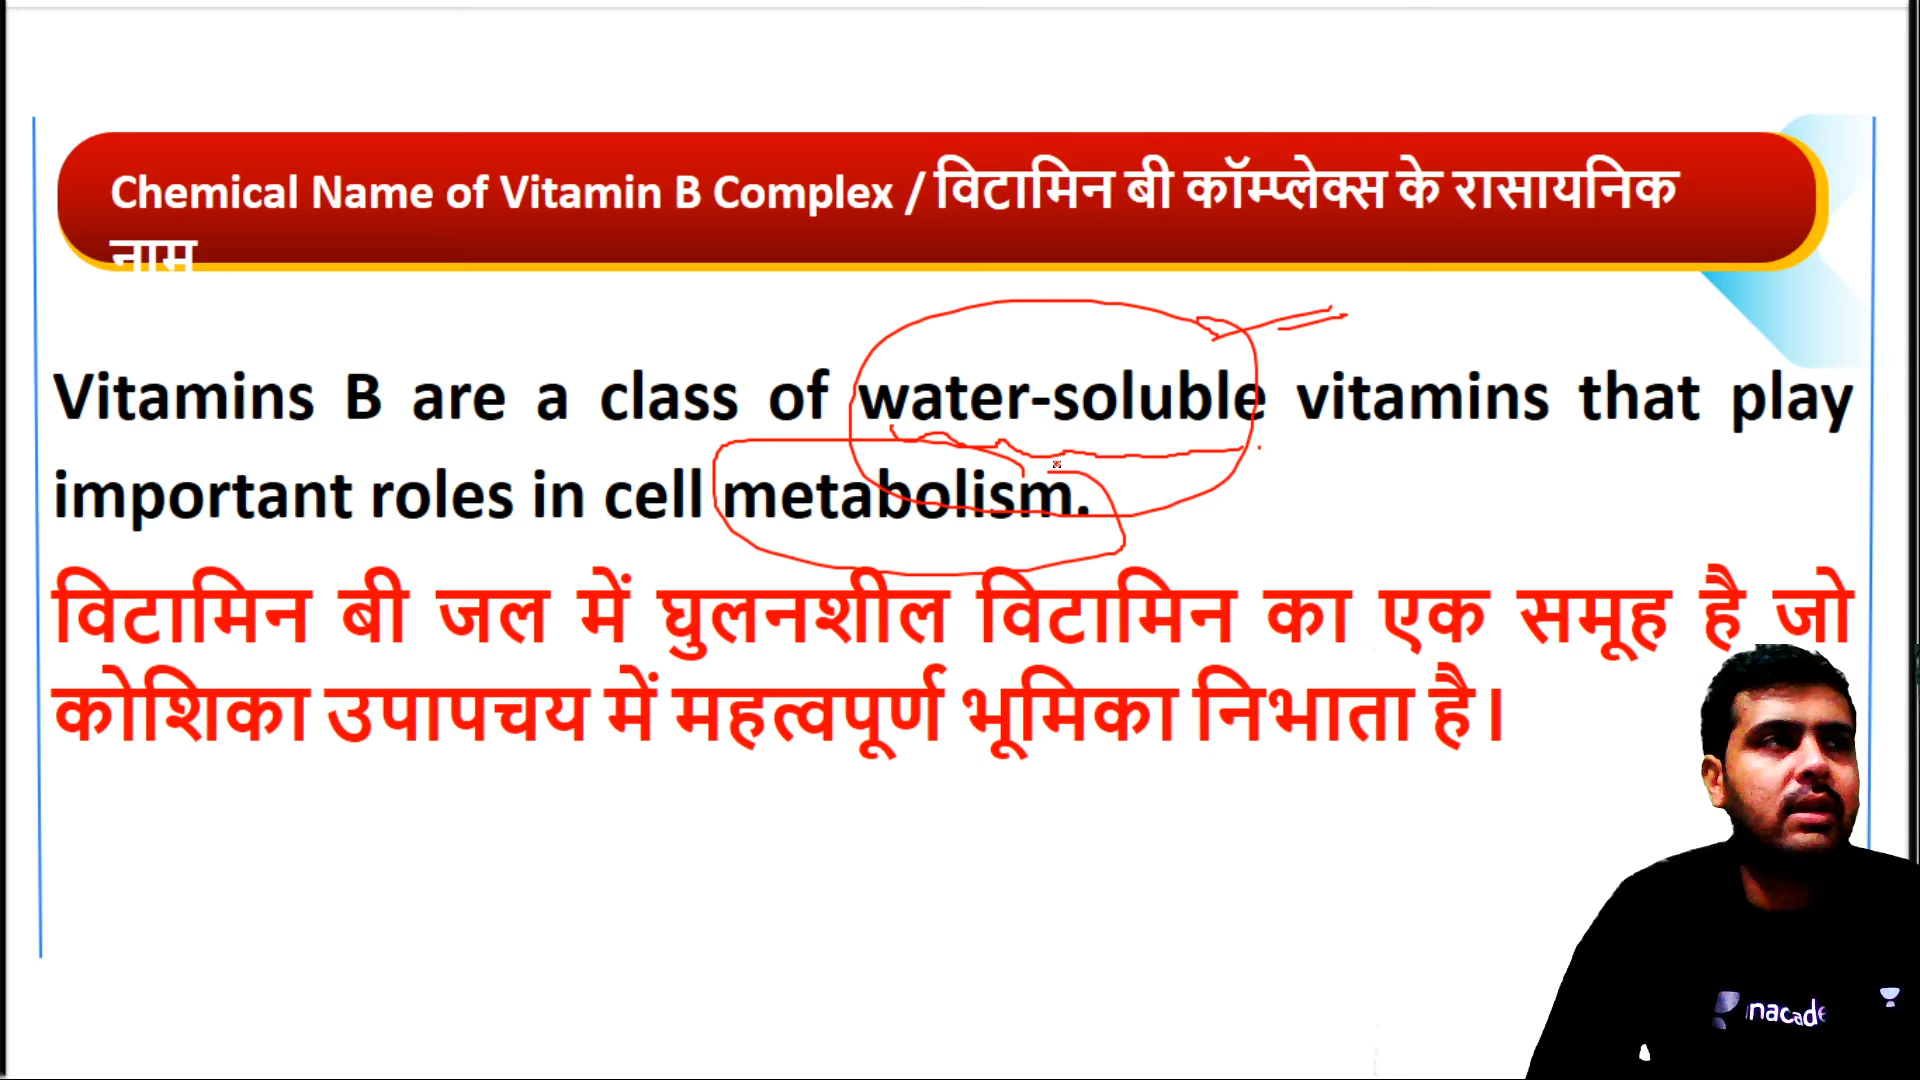 Chemical Name of Vitamin B Complex / विटामिन बी कॉम्प्लेक्स के रासायनिक
नाम
Vitamins B are a class of water-soluble vitamins that play
important roles in cell metabolism.
विटामिन बी जल में घुलनशील विटामिन का एक समूह है जो
कोशिका उपापचय में महत्वपूर्ण भूमिका निभाता है।